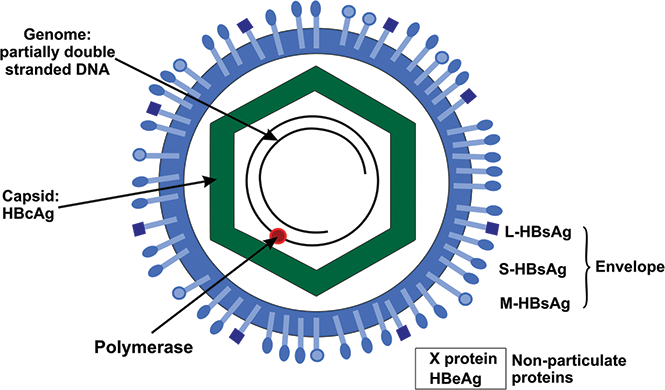 Genome:
partially double
stranded DNA
Capsid:
HBcAg
Polymerase
L-HBsAg
S-HBsAg
M-HBsAg
Envelope
X protein
HBeAg
Non-particulate
proteins